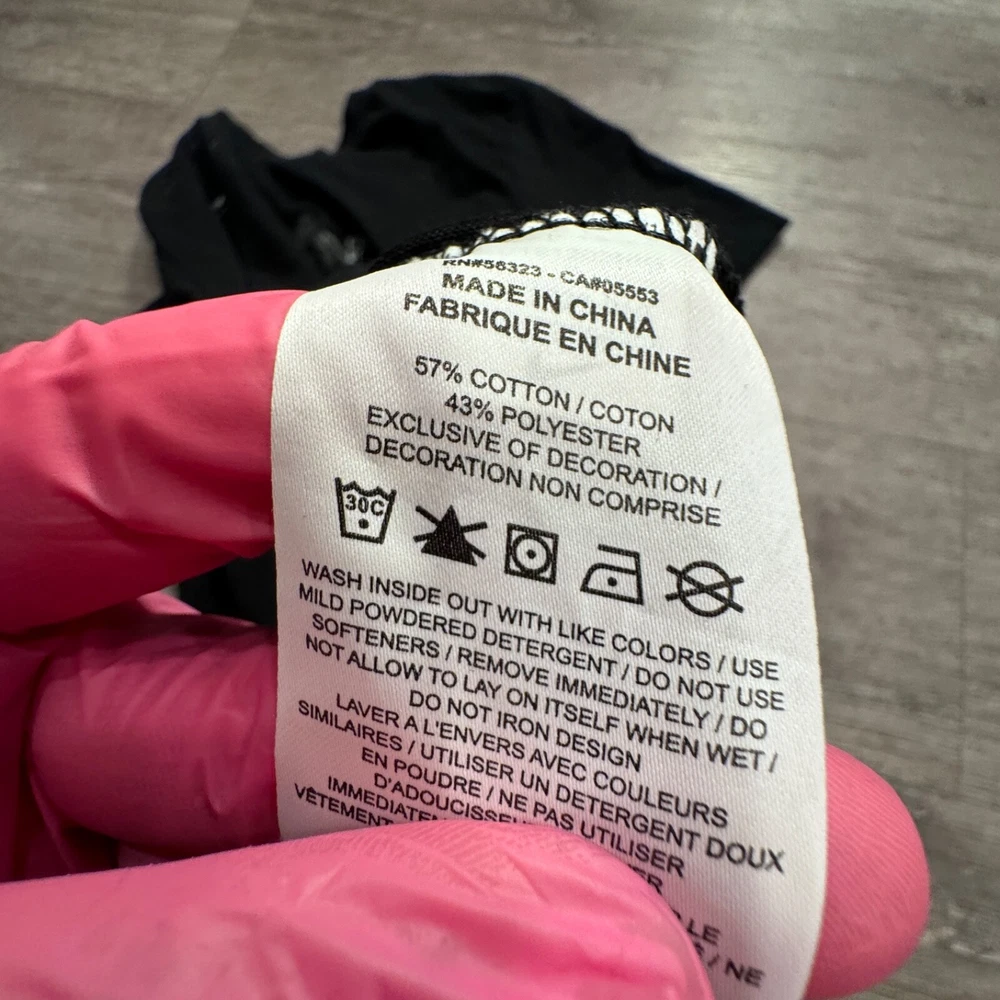 RN#56323 - CA#05553
MADE IN CHINA
FABRIQUE EN CHINE
57% COTTON / COTON
43% POLYESTER
EXCLUSIVE OF DECORATION /
DECORATION NON COMPRISE
30C
WASH INSIDE OUT WITH LIKE COLORS / USE
MILD POWDERED DETERGENT / DO NOT USE
SOFTENERS / REMOVE IMMEDIATELY / DO
NOT ALLOW TO LAY ON ITSELF WHEN WET /
DO NOT IRON DESIGN
LAVER A L'ENVERS AVEC COULEURS
SIMILAIRES / UTILISER UN DETERGENT DOUX
EN POUDRE / NE PAS UTILISER
LE
/ NE